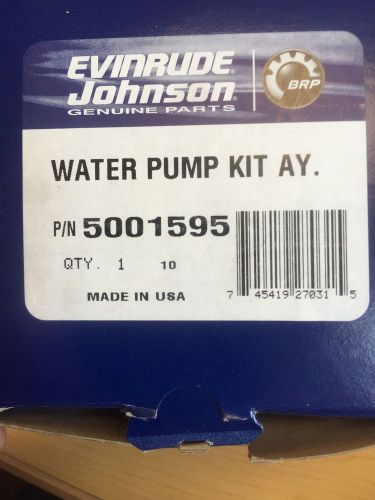 EVINRUDE
Johnson
GENUINE PARTS
BRP
WATER PUMP KIT AY.
P/N 5001595
QTY. 1 10
MADE IN USA
7 45419 27031 5